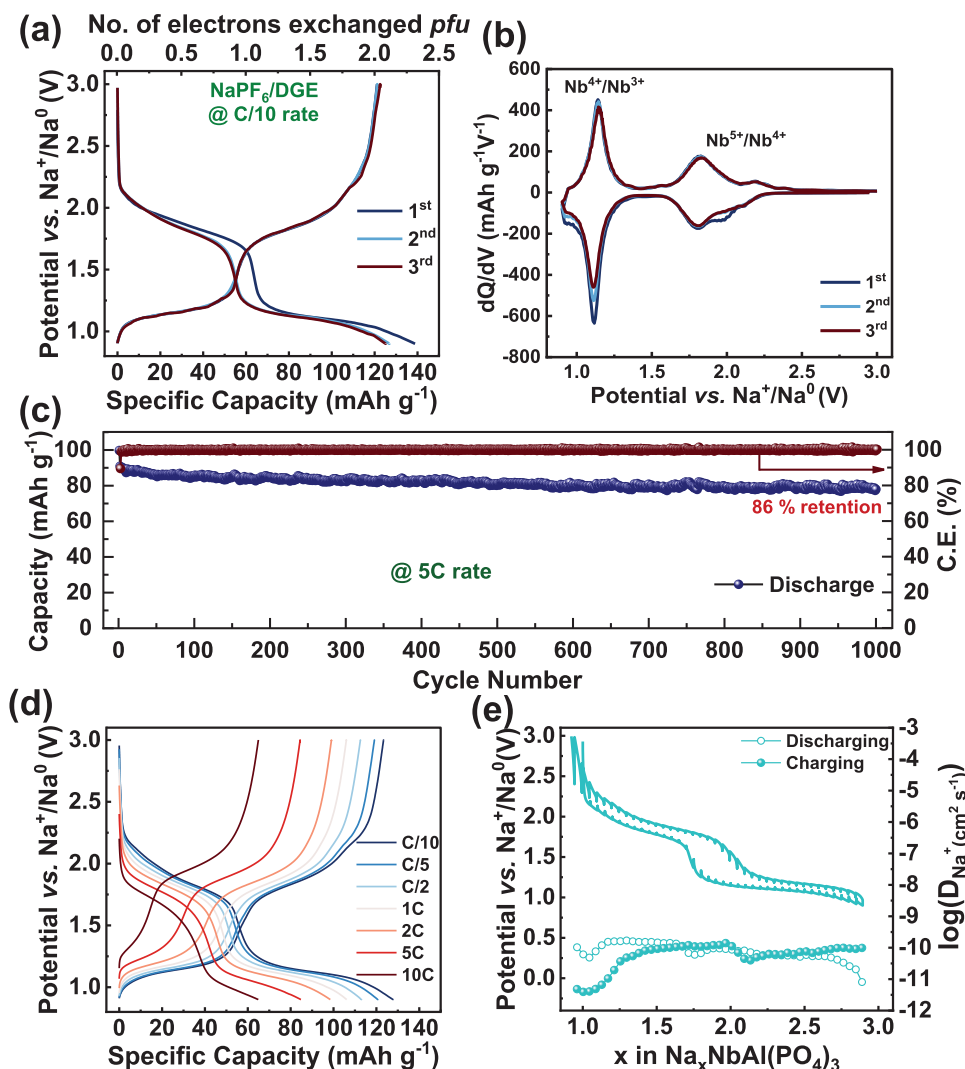 (a)
No. of electrons exchanged pfu
0.0 0.5 1.0 1.5 2.0 2.5
NaPF6/DGE
@ C/10 rate
Potential vs. Na+/Na0 (V)
3.0
2.5
2.0
1.5
1.0
1st
2nd
3rd
0 20 40 60 80 100 120 140
Specific Capacity (mAh g-1)
(b)
dQ/dV (mAh g-1V-1)
600
400
200
0
-200
-400
-600
-800
Nb4+/Nb3+
Nb5+/Nb4+
1st
2nd
3rd
1.0 1.5 2.0 2.5 3.0
Potential vs. Na+/Na0 (V)
(c)
Capacity (mAh g-1)
100
80
60
40
20
0
86 % retention
@ 5C rate
Discharge
100
80
60
40
20
0
C.E. (%)
0 100 200 300 400 500 600 700 800 900 1000
Cycle Number
(d)
Potential vs. Na+/Na0 (V)
3.0
2.5
2.0
1.5
1.0
C/10
C/5
C/2
1C
2C
5C
10C
0 20 40 60 80 100 120 140
Specific Capacity (mAh g-1)
(e)
Potential vs. Na+/Na0(V)
3.0
2.5
2.0
1.5
1.0
0.5
0.0
Discharging
Charging
-3
-4
-5
-6
-7
-8
-9
-10
-11
-12
log(DNa+(cm2 s-1)
1.0 1.5 2.0 2.5 3.0
x in NaxNbAl(PO4)3